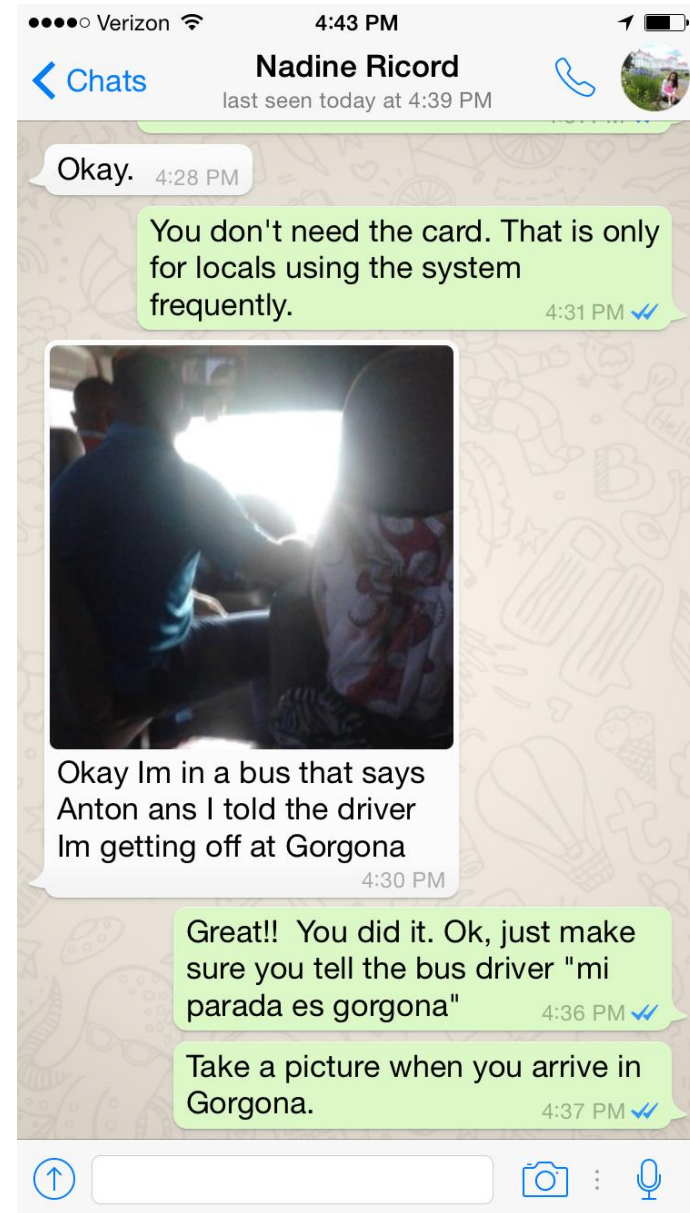 Verizon 4:43 PM
Chats Nadine Ricord
last seen today at 4:39 PM
Okay. 4:28 PM
You don't need the card. That is only
for locals using the system
frequently. 4:31 PM
Okay Im in a bus that says
Anton ans I told the driver
Im getting off at Gorgona
4:30 PM
Great!!  You did it. Ok, just make
sure you tell the bus driver "mi
parada es gorgona" 4:36 PM
Take a picture when you arrive in
Gorgona. 4:37 PM